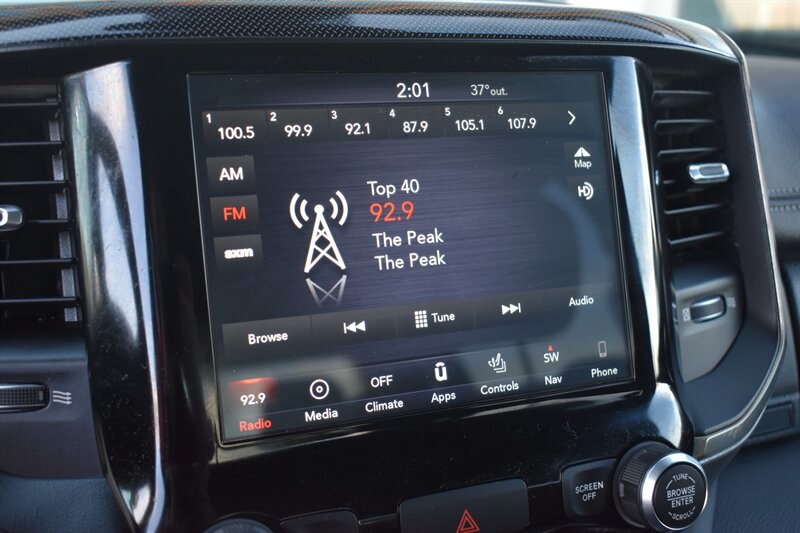 2:01 37°out.
1 100.5 2 99.9 3 92.1 4 87.9 5 105.1 6 107.9
AM
Map
FM
HD
sxm
Top 40
92.9
The Peak
The Peak
Browse Tune Audio
92.9 OFF SW
Radio Media Climate Apps Controls Nav Phone
SCREEN
OFF
TUNE
BROWSE
ENTER
SCROLL